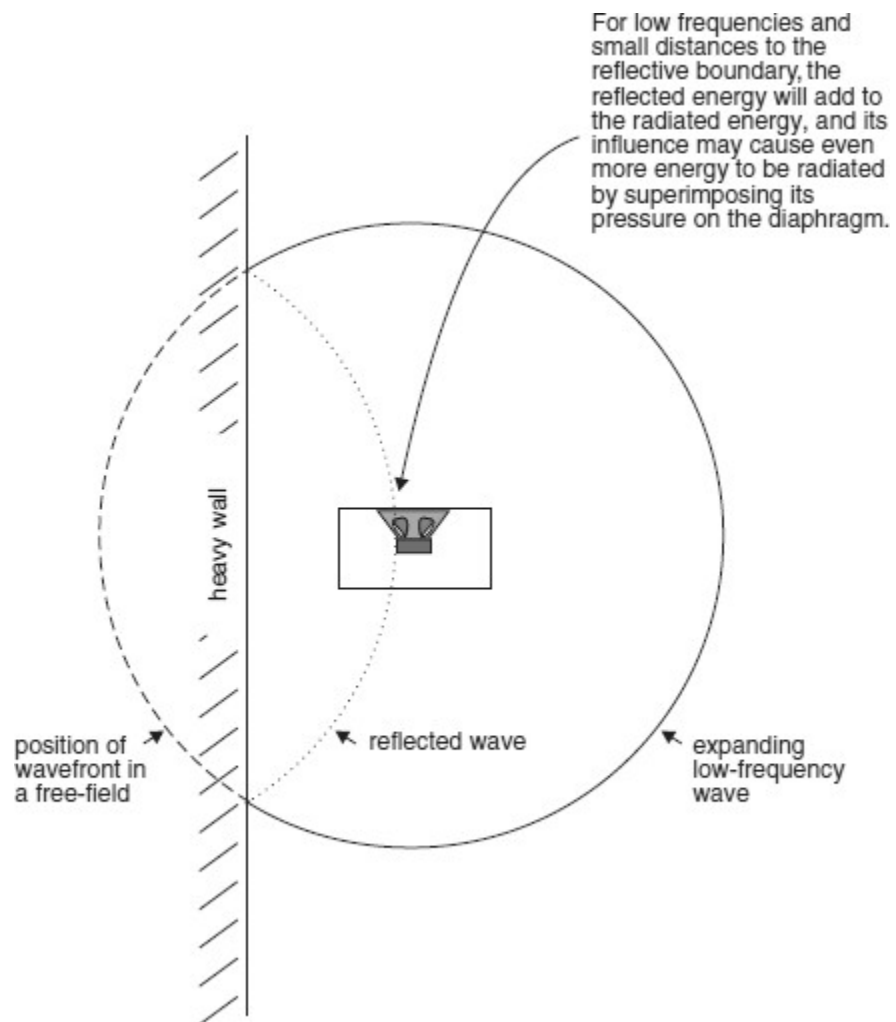 For low frequencies and
small distances to the
reflective boundary, the
reflected energy will add to
the radiated energy, and its
influence may cause even
more energy to be radiated
by superimposing its
pressure on the diaphragm.
heavy wall
position of
wavefront in
a free-field
reflected wave
expanding
low-frequency
wave